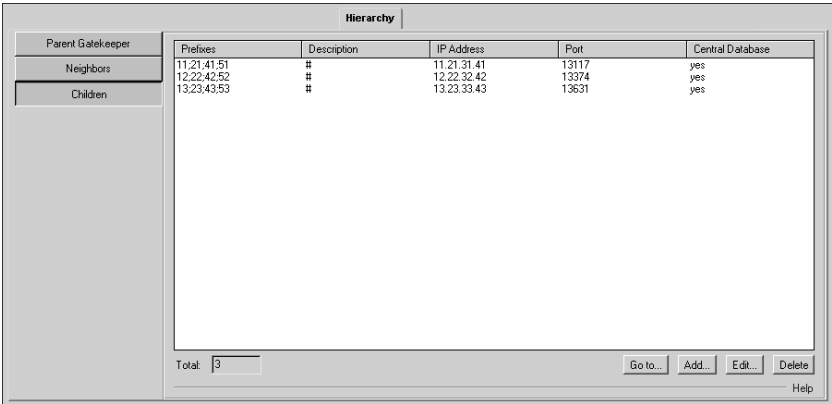 Hierarchy
Parent Gatekeeper
Neighbors
Children
Prefixes Description IP Address Port Central Database
11;21;41;51 # 11.21.31.41 13117 yes
12;22;42;52 # 12.22.32.42 13374 yes
13;23;43;53 # 13.23.33.43 13631 yes
Total: 3 Go to... Add... Edit... Delete
Help